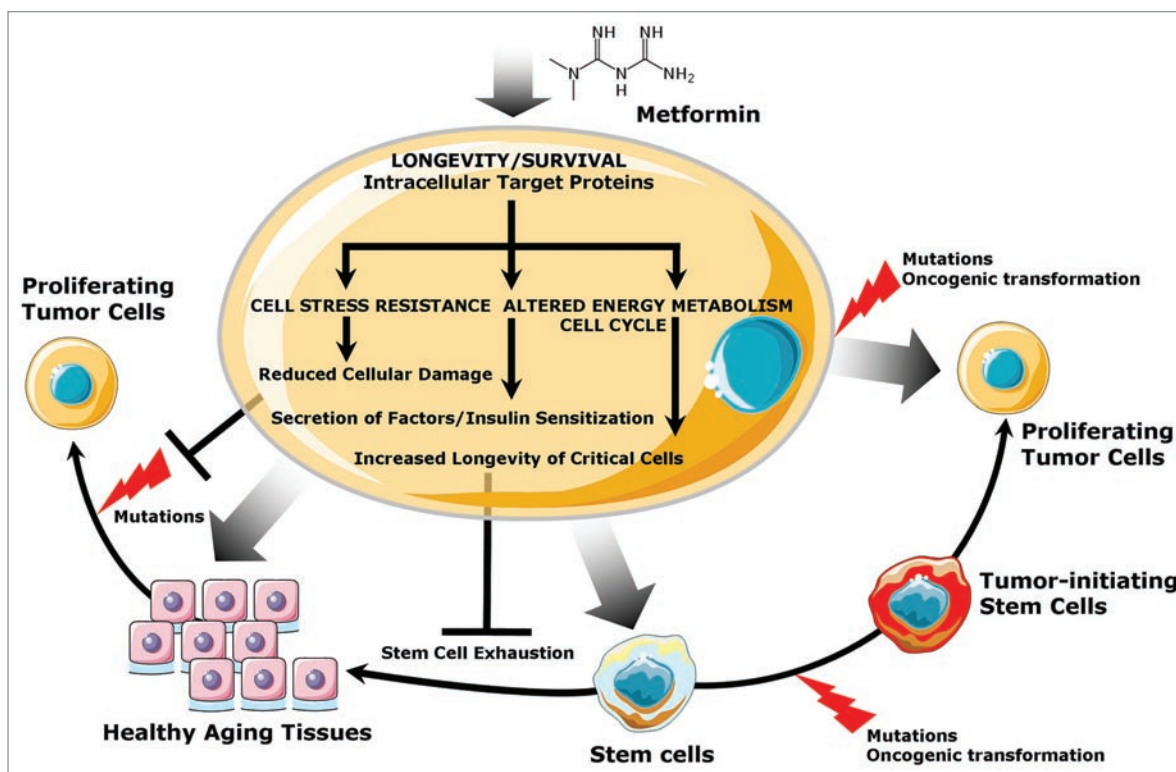 NH NH
N N NH2
H
Metformin
LONGEVITY/SURVIVAL
Intracellular Target Proteins
Mutations
Oncogenic transformation
Proliferating
Tumor Cells
CELL STRESS RESISTANCE ALTERED ENERGY METABOLISM
CELL CYCLE
Reduced Cellular Damage
Secretion of Factors/Insulin Sensitization
Proliferating
Tumor Cells
Increased Longevity of Critical Cells
Mutations
Tumor-initiating
Stem Cells
Stem Cell Exhaustion
Healthy Aging Tissues
Stem cells
Mutations
Oncogenic transformation